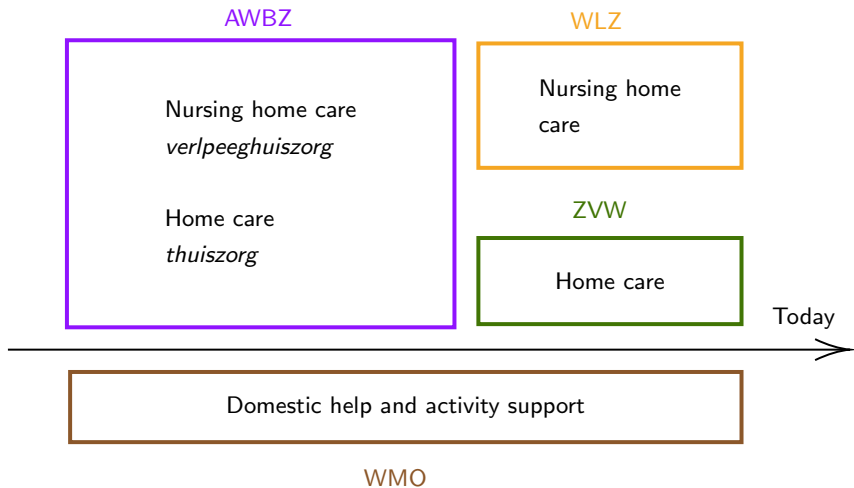 AWBZ
Nursing home care
verlpeeghuiszorg
Home care
thuiszorg
WLZ
Nursing home
care
ZVW
Home care
Today
Domestic help and activity support
WMO